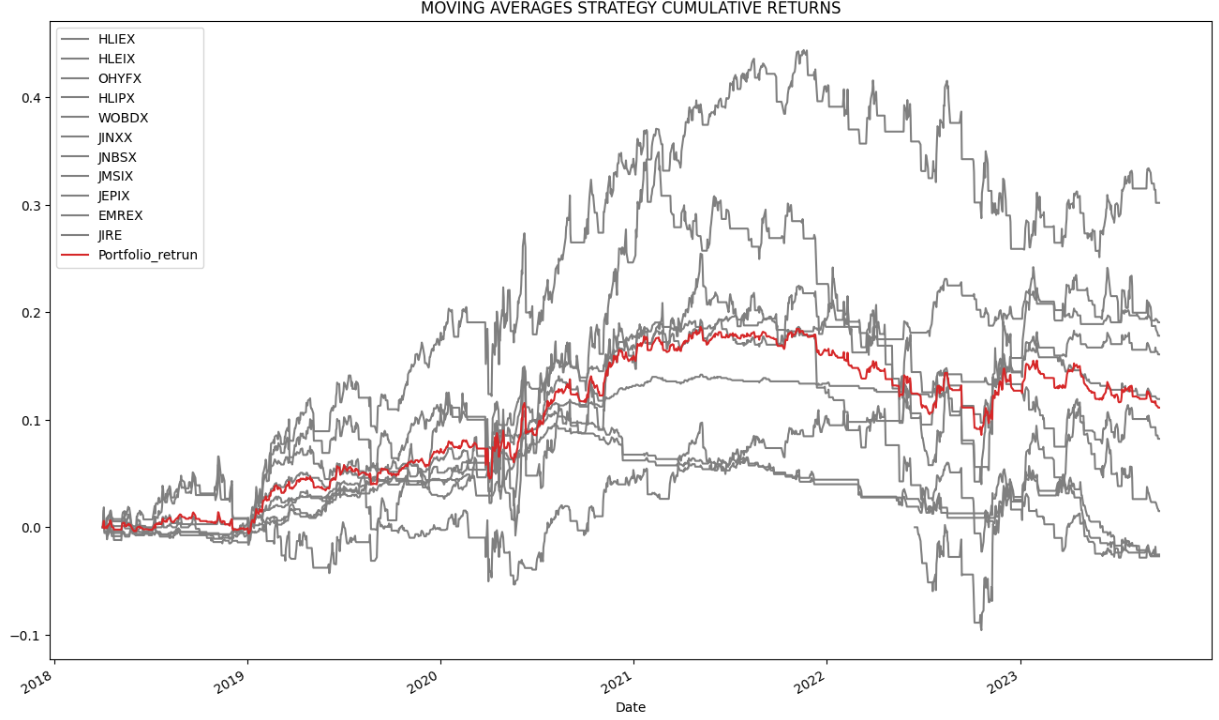 MOVING AVERAGES STRATEGY CUMULATIVE RETURNS
HLIEX
HLEIX
OHYFX
HLIPX
WOBDX
JINXX
JNBSX
JMSIX
JEPIX
EMREX
JIRE
Portfolio_retrun
0.4
0.3
0.2
0.1
0.0
−0.1
2018
2019
2020
2021
2022
2023
Date